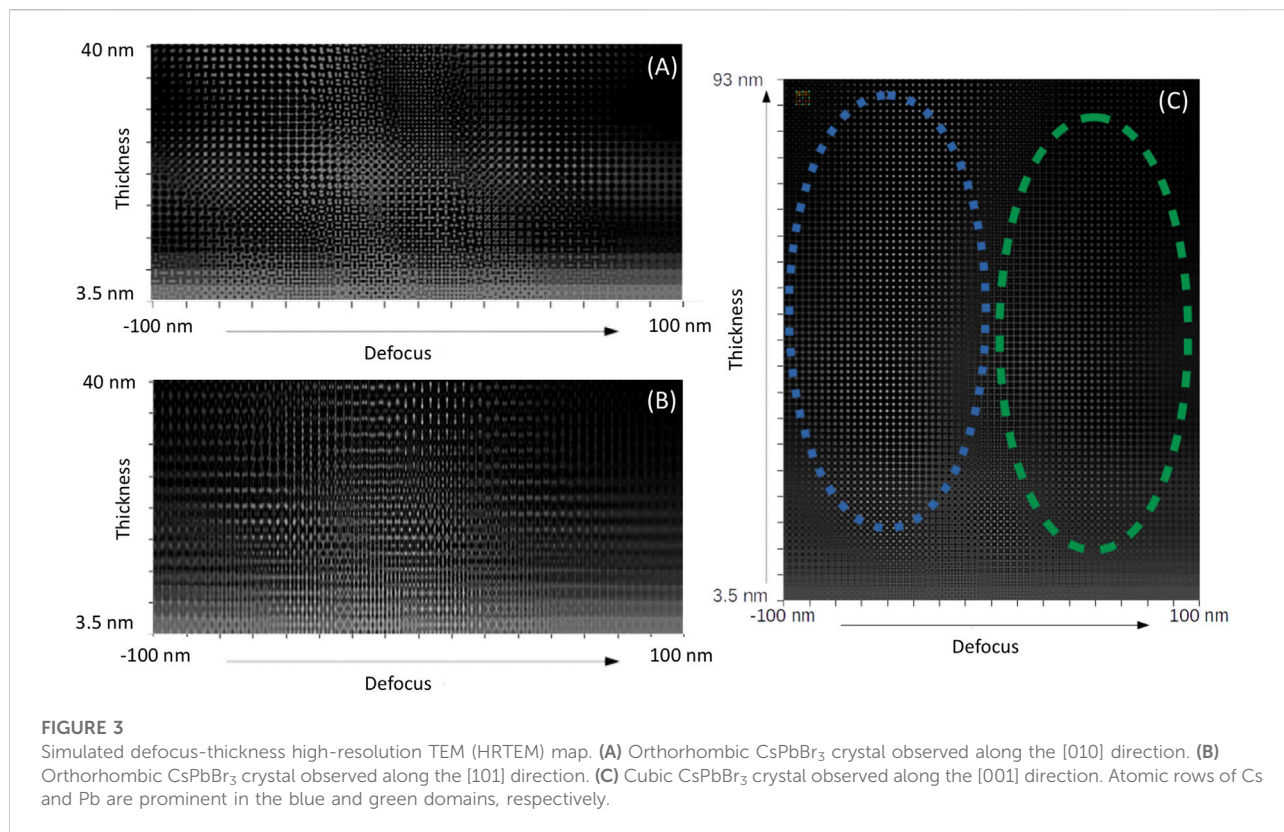 40 nm
(A)
Thickness
3.5 nm
-100 nm
100 nm
Defocus
40 nm
(B)
Thickness
3.5 nm
-100 nm
100 nm
Defocus
93 nm
(C)
Thickness
3.5 nm
-100 nm
100 nm
Defocus
FIGURE 3
Simulated defocus-thickness high-resolution TEM (HRTEM) map. (A) Orthorhombic CsPbBr₃ crystal observed along the [010] direction. (B)
Orthorhombic CsPbBr₃ crystal observed along the [101] direction. (C) Cubic CsPbBr₃ crystal observed along the [001] direction. Atomic rows of Cs
and Pb are prominent in the blue and green domains, respectively.